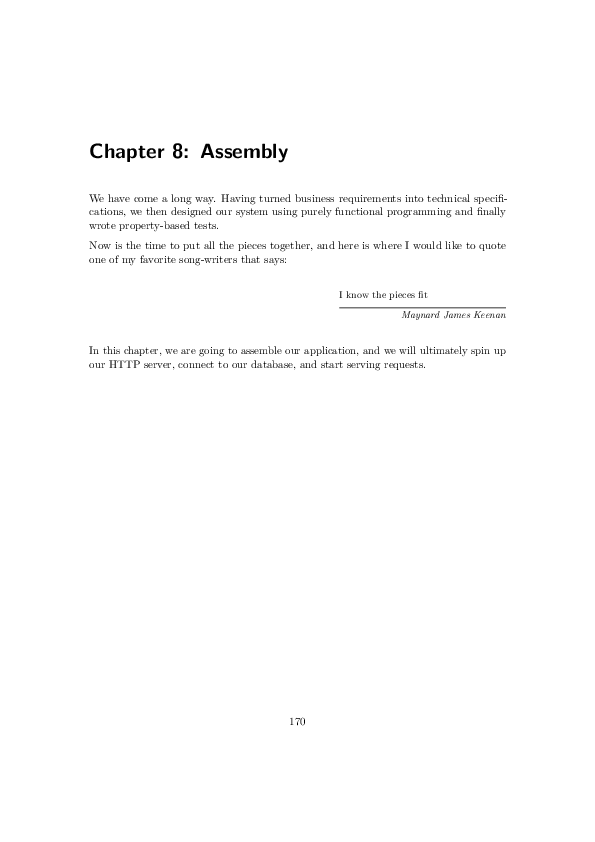 Chapter 8: Assembly
We have come a long way. Having turned business requirements into technical specifi-
cations, we then designed our system using purely functional programming and finally
wrote property-based tests.
Now is the time to put all the pieces together, and here is where I would like to quote
one of my favorite song-writers that says:
I know the pieces fit
Maynard James Keenan
In this chapter, we are going to assemble our application, and we will ultimately spin up
our HTTP server, connect to our database, and start serving requests.
170